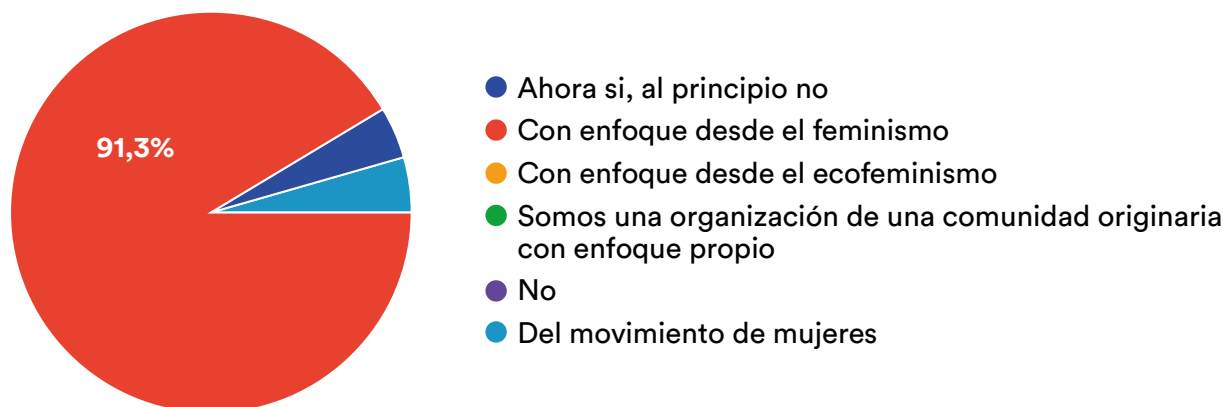 91,3%
Ahora si, al principio no
Con enfoque desde el feminismo
Con enfoque desde el ecofeminismo
Somos una organización de una comunidad originaria
con enfoque propio
No
Del movimiento de mujeres